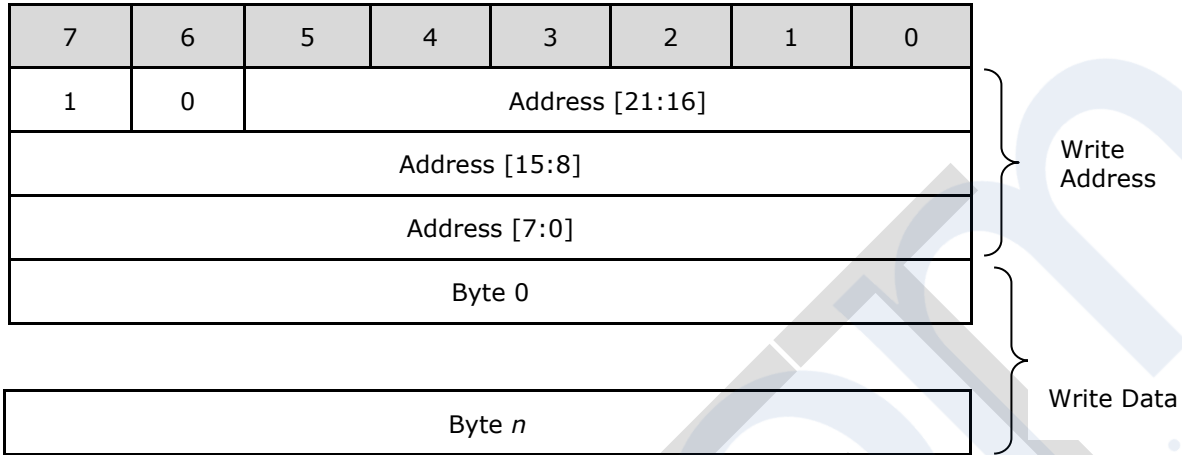 7 6 5 4 3 2 1 0
1 0 Address [21:16]
Address [15:8]
Write
Address
Address [7:0]
Byte 0
Write Data
Byte n